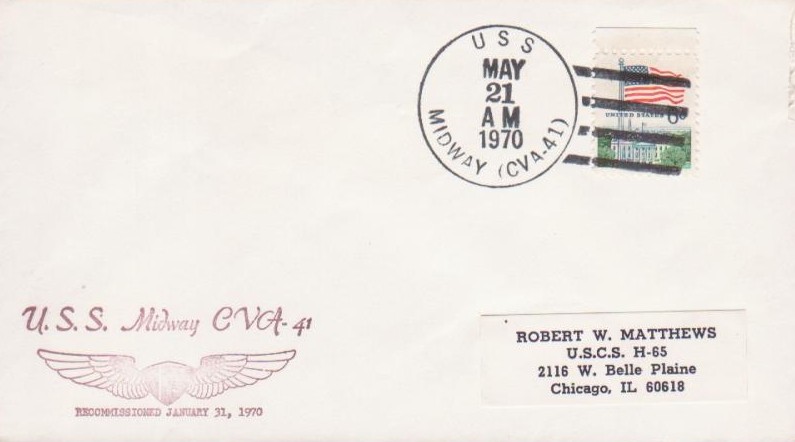 USS
MAY
21
AM
1970
MIDWAY (CVA-41)
UNITED STATES 6¢
U.S.S. Midway CVA-41
RECOMMISSIONED JANUARY 31, 1970
ROBERT W. MATTHEWS
U.S.C.S. H-65
2116 W. Belle Plaine
Chicago, IL 60618